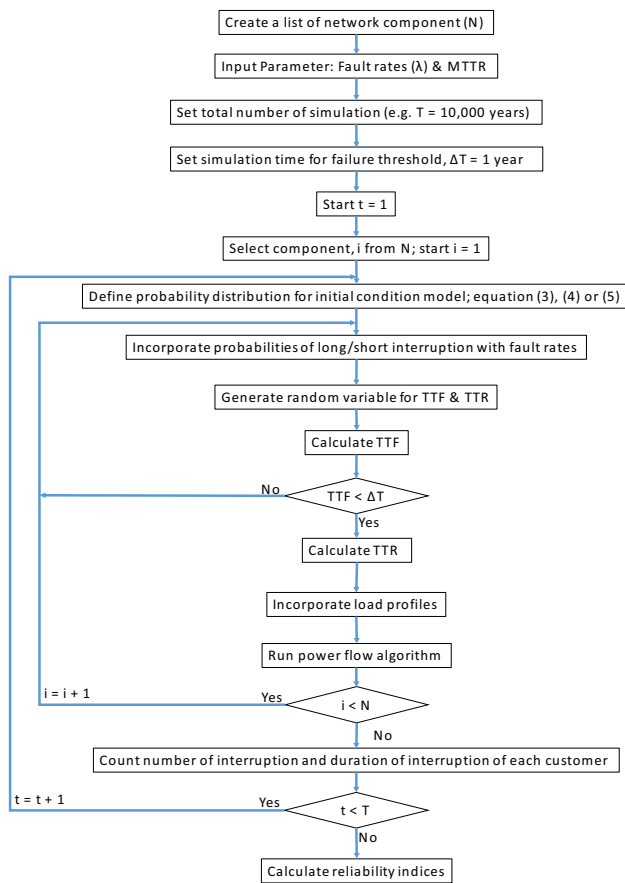 Create a list of network component (N)
Input Parameter: Fault rates (λ) & MTTR
Set total number of simulation (e.g. T = 10,000 years)
Set simulation time for failure threshold, ΔT = 1 year
Start t = 1
Select component, i from N; start i = 1
Define probability distribution for initial condition model; equation (3), (4) or (5)
Incorporate probabilities of long/short interruption with fault rates
Generate random variable for TTF & TTR
Calculate TTF
No
TTF < ΔT
Yes
Calculate TTR
Incorporate load profiles
Run power flow algorithm
i = i + 1
Yes
i < N
No
Count number of interruption and duration of interruption of each customer
t = t + 1
Yes
t < T
No
Calculate reliability indices